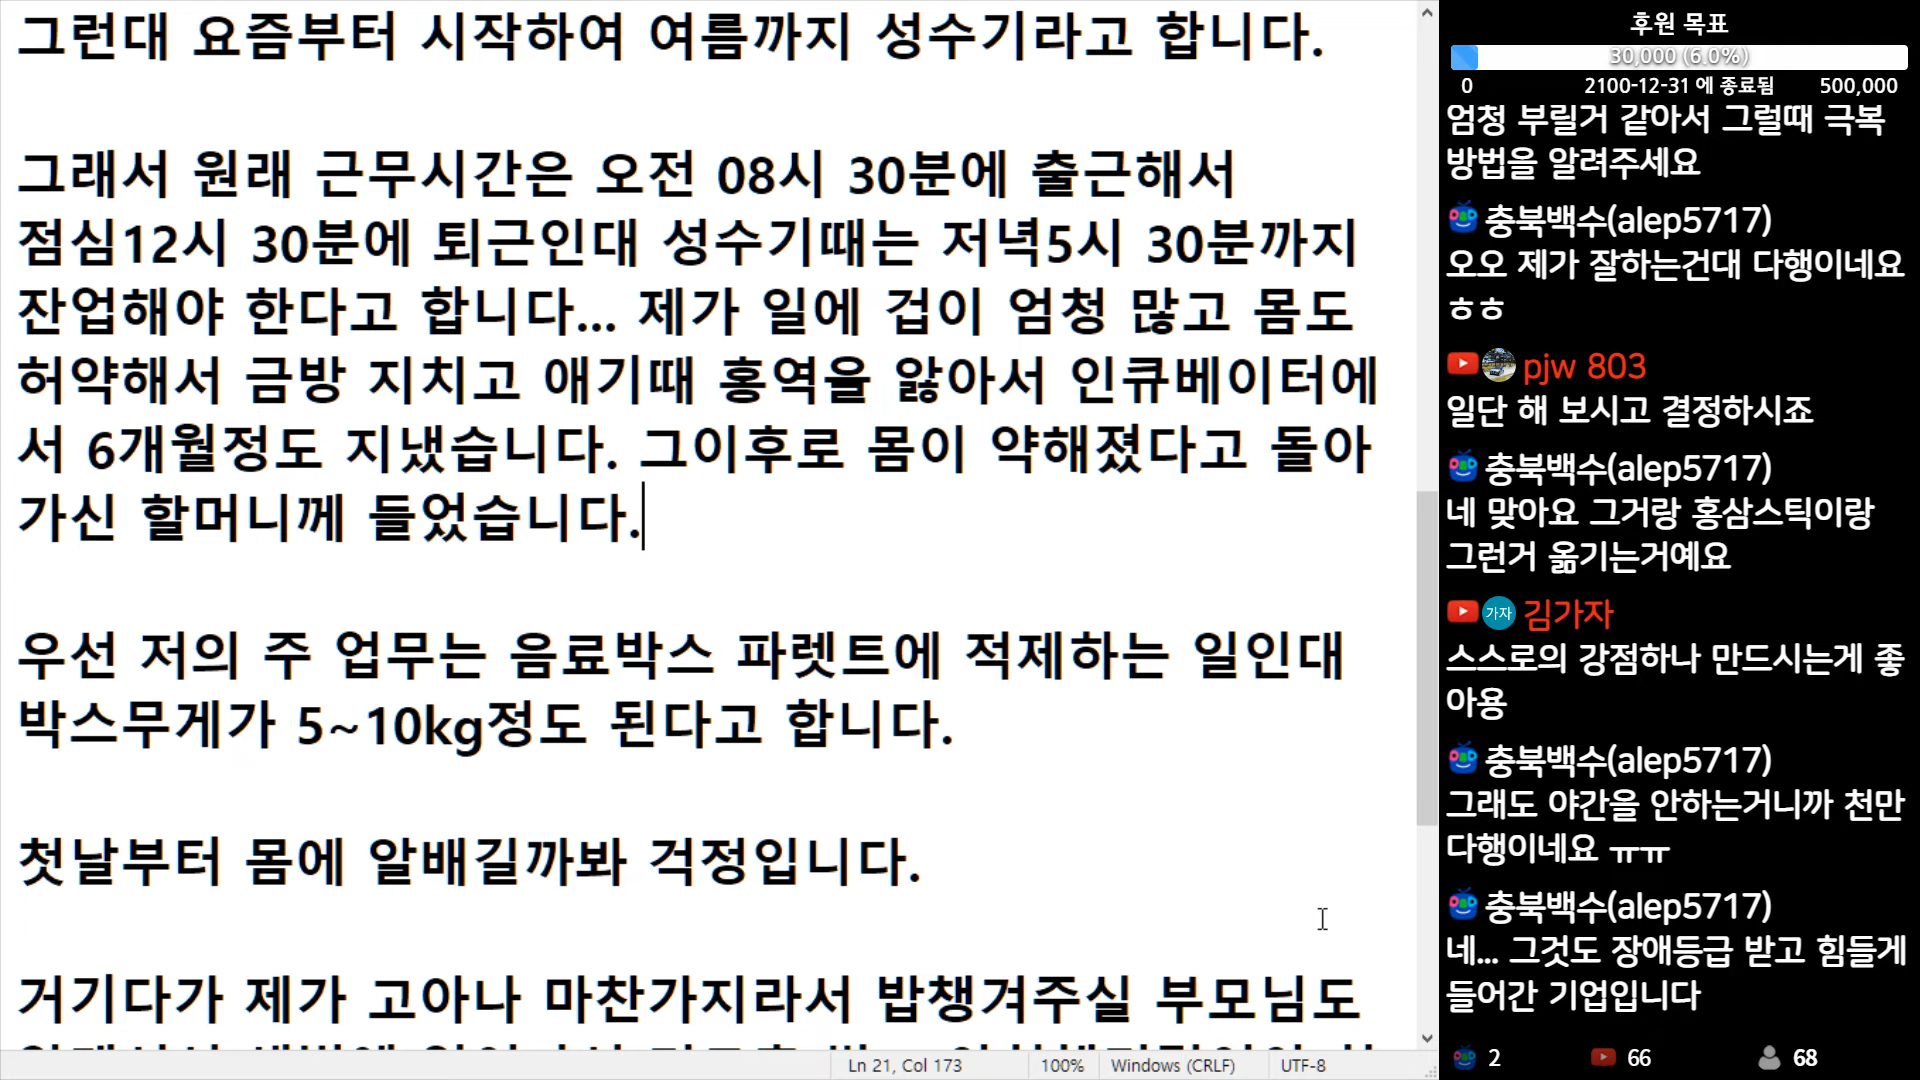 그런대 요즘부터 시작하여 여름까지 성수기라고 합니다.
그래서 원래 근무시간은 오전 08시 30분에 출근해서
점심12시 30분에 퇴근인대 성수기때는 저녁5시 30분까지
잔업해야 한다고 합니다... 제가 일에 겁이 엄청 많고 몸도
허약해서 금방 지치고 애기때 홍역을 앓아서 인큐베이터에
서 6개월정도 지냈습니다. 그이후로 몸이 약해졌다고 돌아
가신 할머니께 들었습니다.
우선 저의 주 업무는 음료박스 파렛트에 적제하는 일인대
박스무게가 5~10kg정도 된다고 합니다.
첫날부터 몸에 알배길까봐 걱정입니다.
거기다가 제가 고아나 마찬가지라서 밥챙겨주실 부모님도
Ln 21, Col 173
100%
Windows (CRLF)
UTF-8
후원 목표
30,000 (6.0%)
0 2100-12-31 에 종료됨 500,000
엄청 부릴거 같아서 그럴때 극복
방법을 알려주세요
충북백수(alep5717)
오오 제가 잘하는건대 다행이네요
ㅎㅎ
pjw 803
일단 해 보시고 결정하시죠
충북백수(alep5717)
네 맞아요 그거랑 홍삼스틱이랑
그런거 옮기는거예요
가자 김가자
스스로의 강점하나 만드시는게 좋
아용
충북백수(alep5717)
그래도 야간을 안하는거니까 천만
다행이네요 ㅠㅠ
충북백수(alep5717)
네... 그것도 장애등급 받고 힘들게
들어간 기업입니다
2 66 68